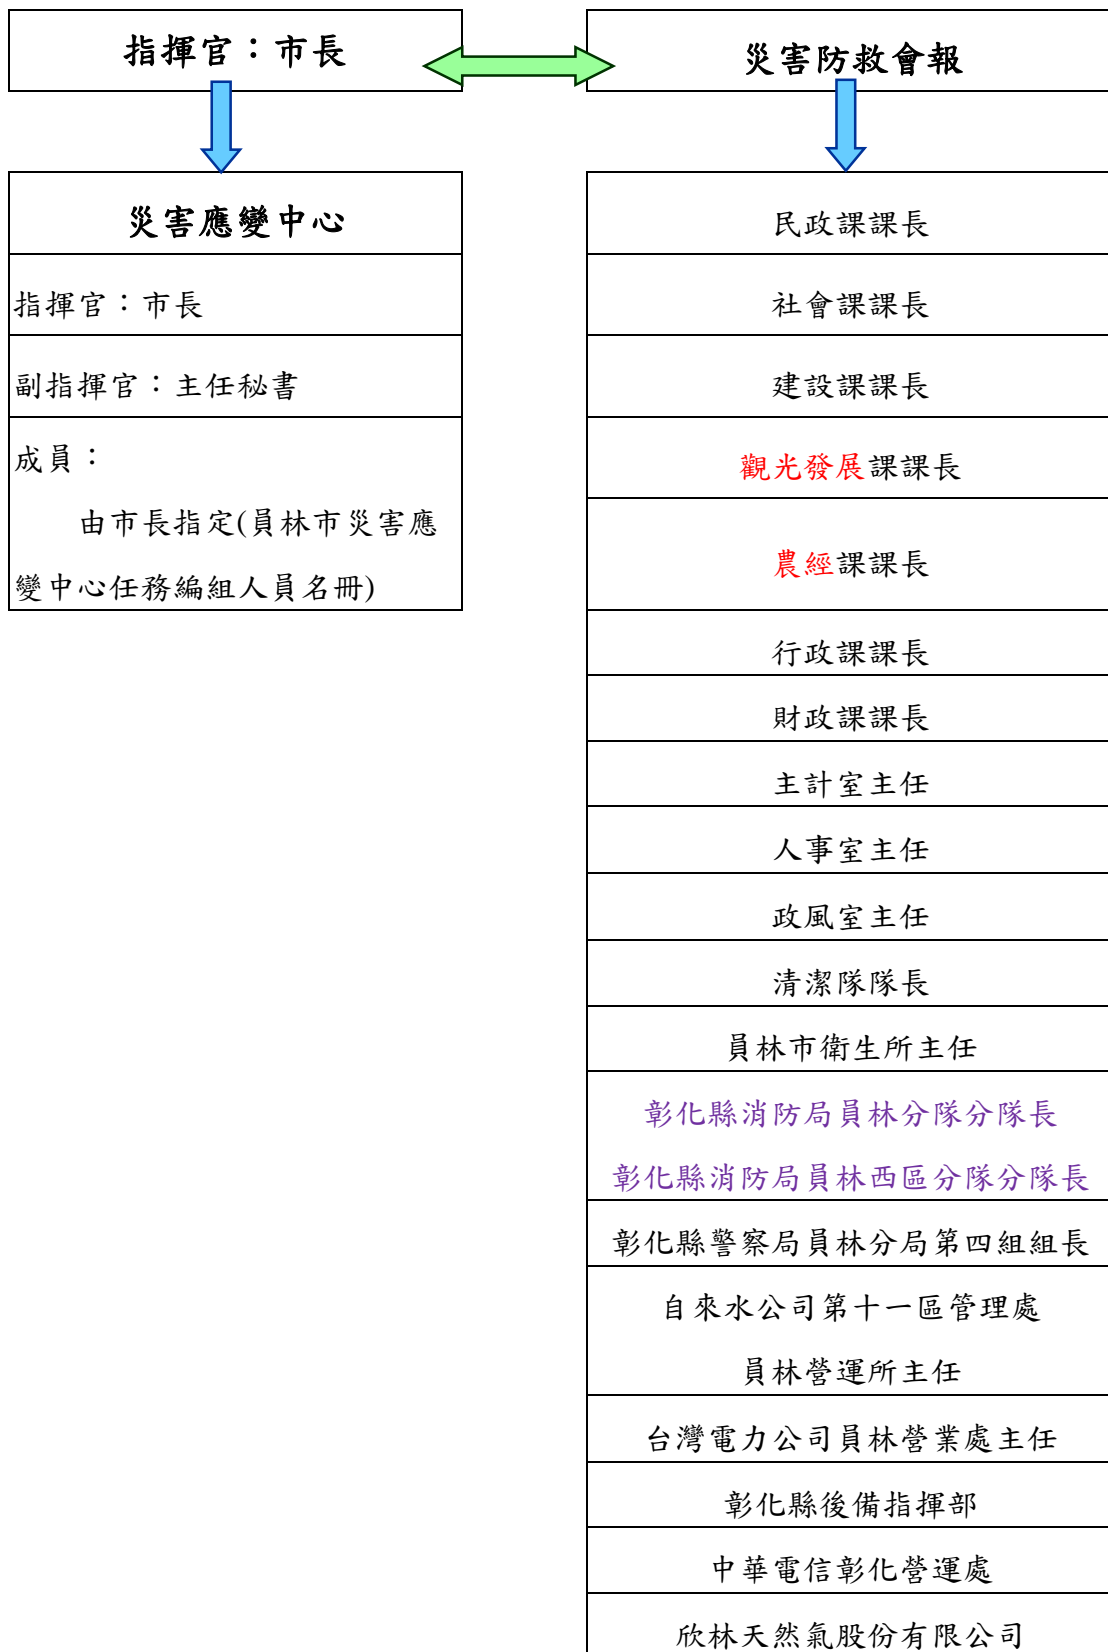 指揮官：市長
災害防救會報
災害應變中心
指揮官：市長
副指揮官：主任秘書
成員：
由市長指定(員林市災害應
變中心任務編組人員名冊)
民政課課長
社會課課長
建設課課長
觀光發展課課長
農經課課長
行政課課長
財政課課長
主計室主任
人事室主任
政風室主任
清潔隊隊長
員林市衛生所主任
彰化縣消防局員林分隊分隊長
彰化縣消防局員林西區分隊分隊長
彰化縣警察局員林分局第四組組長
自來水公司第十一區管理處
員林營運所主任
台灣電力公司員林營業處主任
彰化縣後備指揮部
中華電信彰化營運處
欣林天然氣股份有限公司